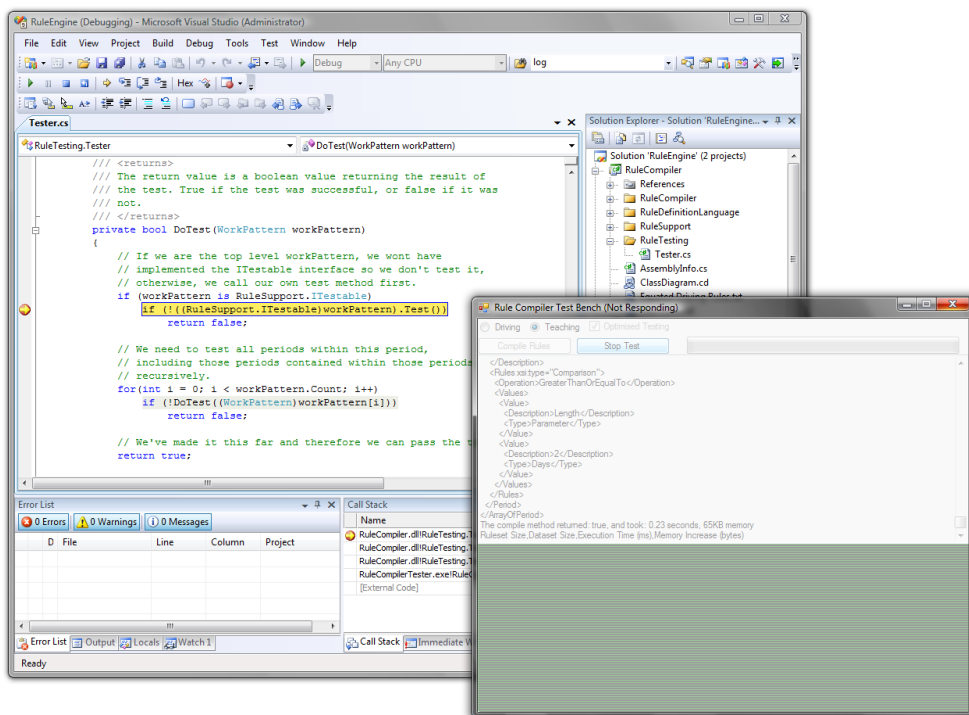 RuleEngine (Debugging) - Microsoft Visual Studio (Administrator)
File Edit View Project Build Debug Tools Test Window Help
Debug Any CPU log
Hex
Tester.cs
RuleTesting.Tester DoTest(WorkPattern workPattern)
/// <returns>
/// The return value is a boolean value returning the result of
/// the test. True if the test was successful, or false if it was
/// not.
/// </returns>
private bool DoTest(WorkPattern workPattern)
{
// If we are the top level workPattern, we wont have
// implemented the ITestable interface so we don't test it,
// otherwise, we call our own test method first.
if (workPattern is RuleSupport.ITestable)
if (!((RuleSupport.ITestable)workPattern).Test())
return false;
// We need to test all periods within this period,
// including those periods contained within those periods
// recursively.
for(int i = 0; i < workPattern.Count; i++)
if (!DoTest((WorkPattern)workPattern[i]))
return false;
// We've made it this far and therefore we can pass the t
return true;
Solution Explorer - Solution 'RuleEngine...
Solution 'RuleEngine' (2 projects)
RuleCompiler
References
RuleCompiler
RuleDefinitionLanguage
RuleSupport
RuleTesting
Tester.cs
AssemblyInfo.cs
ClassDiagram.cd
Equated Driving Rules.txt
Error List
0 Errors 0 Warnings 0 Messages
D File Line Column Project
Error List Output Locals Watch 1
Call Stack
Name
RuleCompiler.dll!RuleTesting.T
RuleCompiler.dll!RuleTesting.T
RuleCompiler.dll!RuleTesting.T
RuleCompilerTester.exe!RuleC
[External Code]
Call Stack Immediate W
Ready
Rule Compiler Test Bench (Not Responding)
Driving Teaching Optimised Testing
Compile Rules Stop Test
</Description>
<Rules xsi:type="Comparison">
<Operation>GreaterThanOrEqualTo</Operation>
<Values>
<Value>
<Description>Length</Description>
<Type>Parameter</Type>
</Value>
<Value>
<Description>2</Description>
<Type>Days</Type>
</Value>
</Values>
</Rules>
</Period>
</ArrayOfPeriod>
The compile method returned: true, and took: 0.23 seconds, 65KB memory
Ruleset Size,Dataset Size,Execution Time (ms),Memory Increase (bytes)